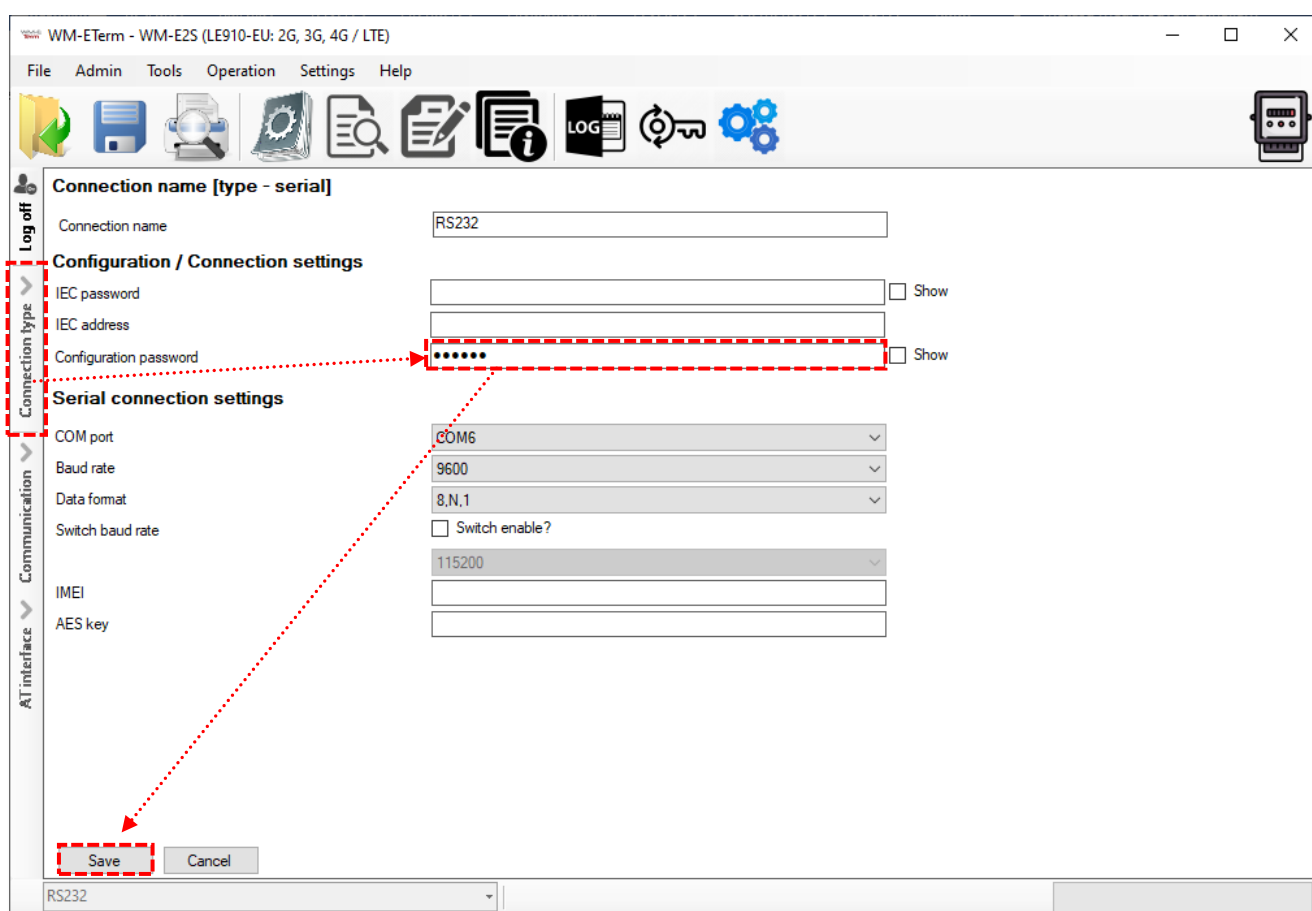 WM-ETerm - WM-E2S (LE910-EU: 2G, 3G, 4G / LTE)
File Admin Tools Operation Settings Help
LOG
Log off
Connection type
Communication
AT interface
Connection name [type - serial]
Connection name RS232
Configuration / Connection settings
IEC password Show
IEC address
Configuration password •••••• Show
Serial connection settings
COM port COM6
Baud rate 9600
Data format 8,N,1
Switch baud rate Switch enable?
115200
IMEI
AES key
Save Cancel
RS232